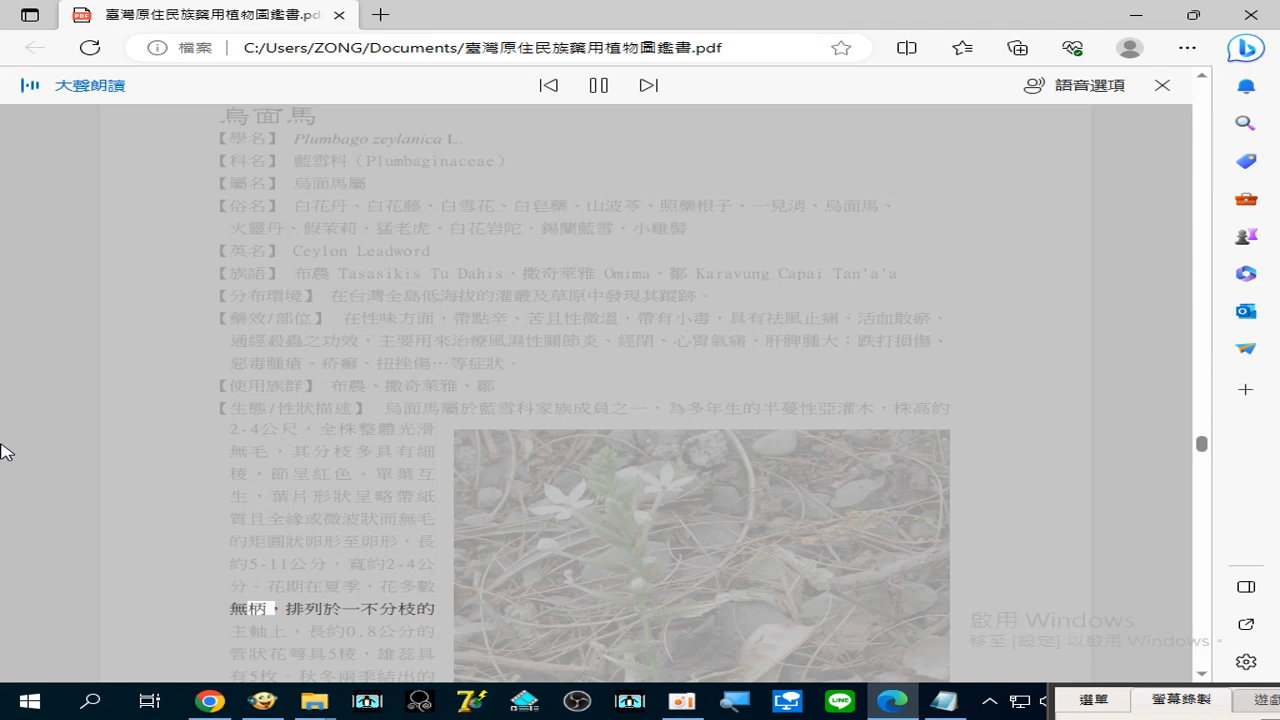 臺灣原住民族藥用植物圖鑑書.pd
檔案
C:/Users/ZONG/Documents/臺灣原住民族藥用植物圖鑑書.pdf
大聲朗讀
語音選項
烏面馬
【學名】 Plumbago zeylanica L.
【科名】 藍雪科（Plumbaginaceae）
【屬名】 烏面馬屬
【俗名】 白花丹、白花藤、白雪花、白皂藥、山波苓、照藥根子、一見消、烏面馬、
火靈丹、假茉莉、猛老虎、白花岩陀、錫蘭藍雪、小雞髻
【英名】 Ceylon Leadword
【族語】 布農 Tasasikis Tu Dahis、撒奇萊雅 Omima、鄒 Karavung Capai Tan'a'a
【分布環境】 在台灣全島低海拔的灌叢及草原中發現其蹤跡。
【藥效/部位】 在性味方面，帶點辛、苦且性微溫，帶有小毒，具有祛風止痛、活血散瘀、
通經殺蟲之功效，主要用來治療風濕性關節炎、經閉、心胃氣痛、肝脾腫大；跌打損傷、
惡毒腫瘡、疥癬、扭挫傷…等症狀。
【使用族群】 布農、撒奇萊雅、鄒
【生態/性狀描述】 烏面馬屬於藍雪科家族成員之一，為多年生的半蔓性亞灌木，株高約
2-4公尺，全株整體光滑
無毛，其分枝多具有細
稜，節呈紅色。單葉互
生，葉片形狀呈略帶紙
質且全緣或微波狀而無毛
的矩圓狀卵形至卵形，長
約5-11公分，寬約2-4公
分。花期在夏季，花多數
無柄，排列於一不分枝的
主軸上，長約0.8公分的
管狀花萼具5稜，雄蕊具
有5枚。秋冬兩季結出的
啟用 Windows
移至 [設定] 以啟用 Windows。
選單
螢幕錄製
遊戲